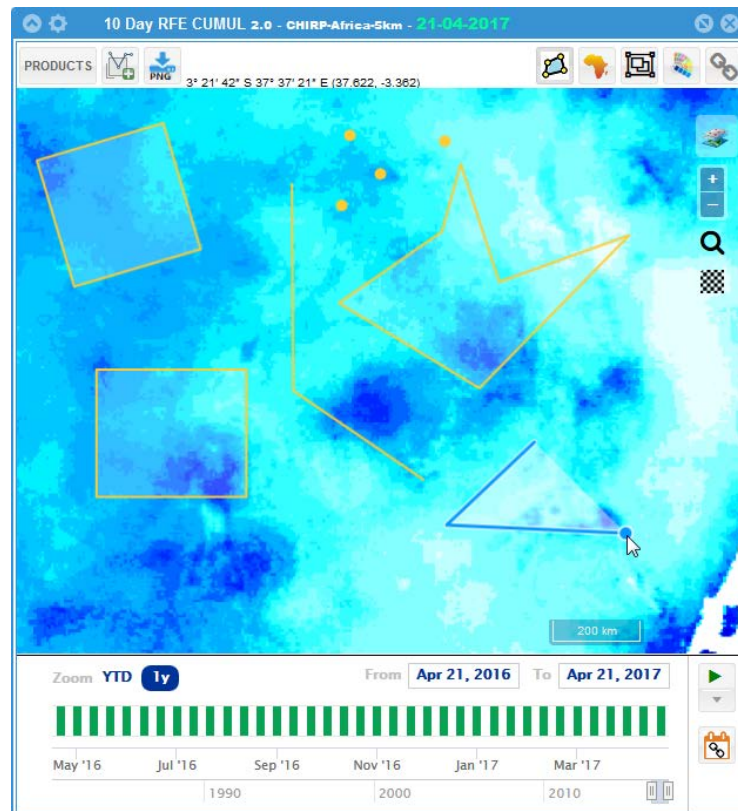 10 Day RFE CUMUL 2.0 - CHIRP-Africa-5km - 21-04-2017
PRODUCTS PNG 3° 21' 42" S 37° 37' 21" E (37.622, -3.362)
+
−
200 km
Zoom YTD 1y From Apr 21, 2016 To Apr 21, 2017
May '16 Jul '16 Sep '16 Nov '16 Jan '17 Mar '17
1990 2000 2010